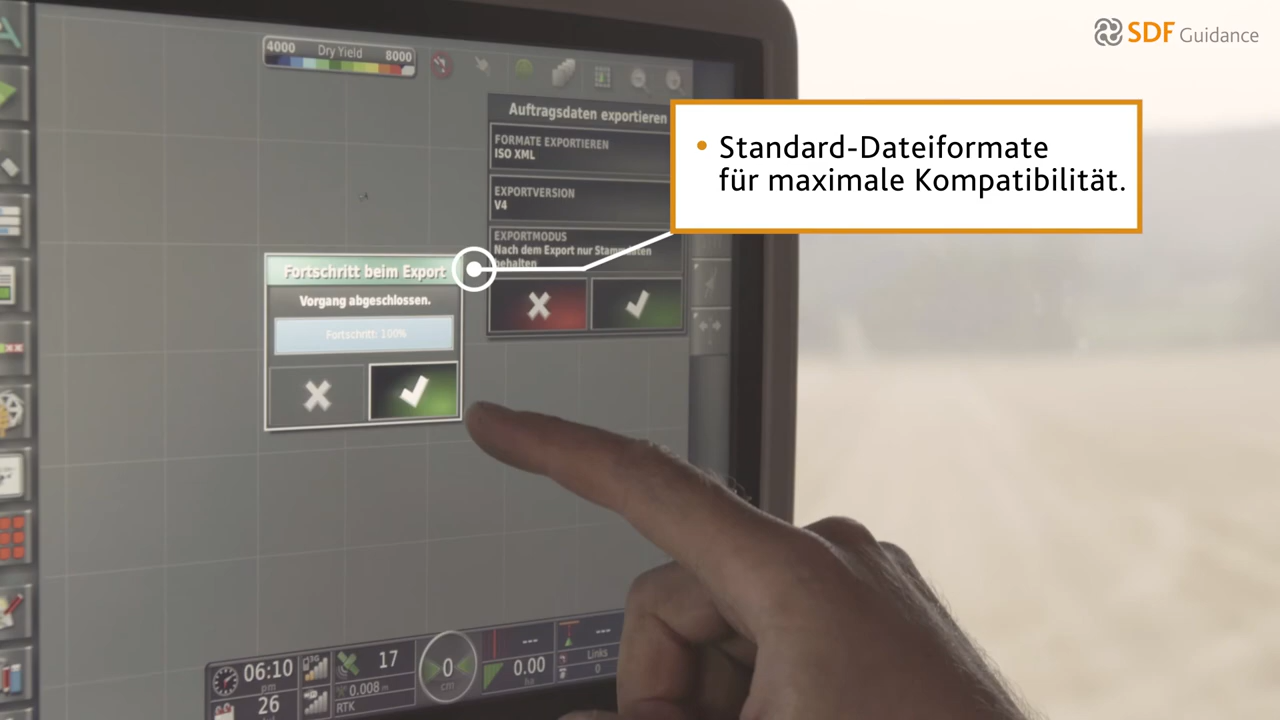 SDF Guidance
4000 Dry Yield 8000
Auftragsdaten exportieren
FORMATE EXPORTIEREN
ISO XML
EXPORTVERSION
V4
EXPORTMODUS
Nach dem Export nur Stammdaten
behalten
• Standard-Dateiformate
für maximale Kompatibilität.
Fortschritt beim Export
Vorgang abgeschlossen.
Fortschritt: 100%
06:10
pm
26
3G
17
0.008 m
RTK
0
cm
---
0.00
ha
---
Links
0